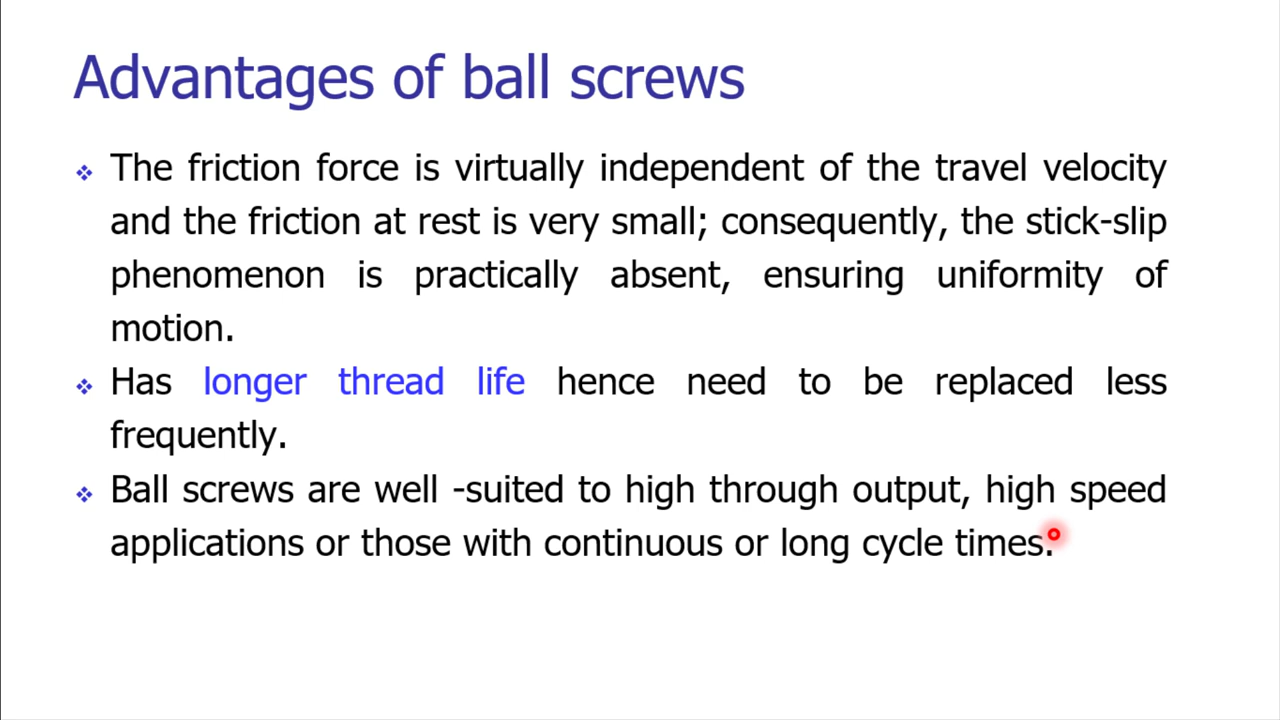 Advantages of ball screws
The friction force is virtually independent of the travel velocity
and the friction at rest is very small; consequently, the stick-slip
phenomenon is practically absent, ensuring uniformity of
motion.
Has longer thread life hence need to be replaced less
frequently.
Ball screws are well -suited to high through output, high speed
applications or those with continuous or long cycle times.